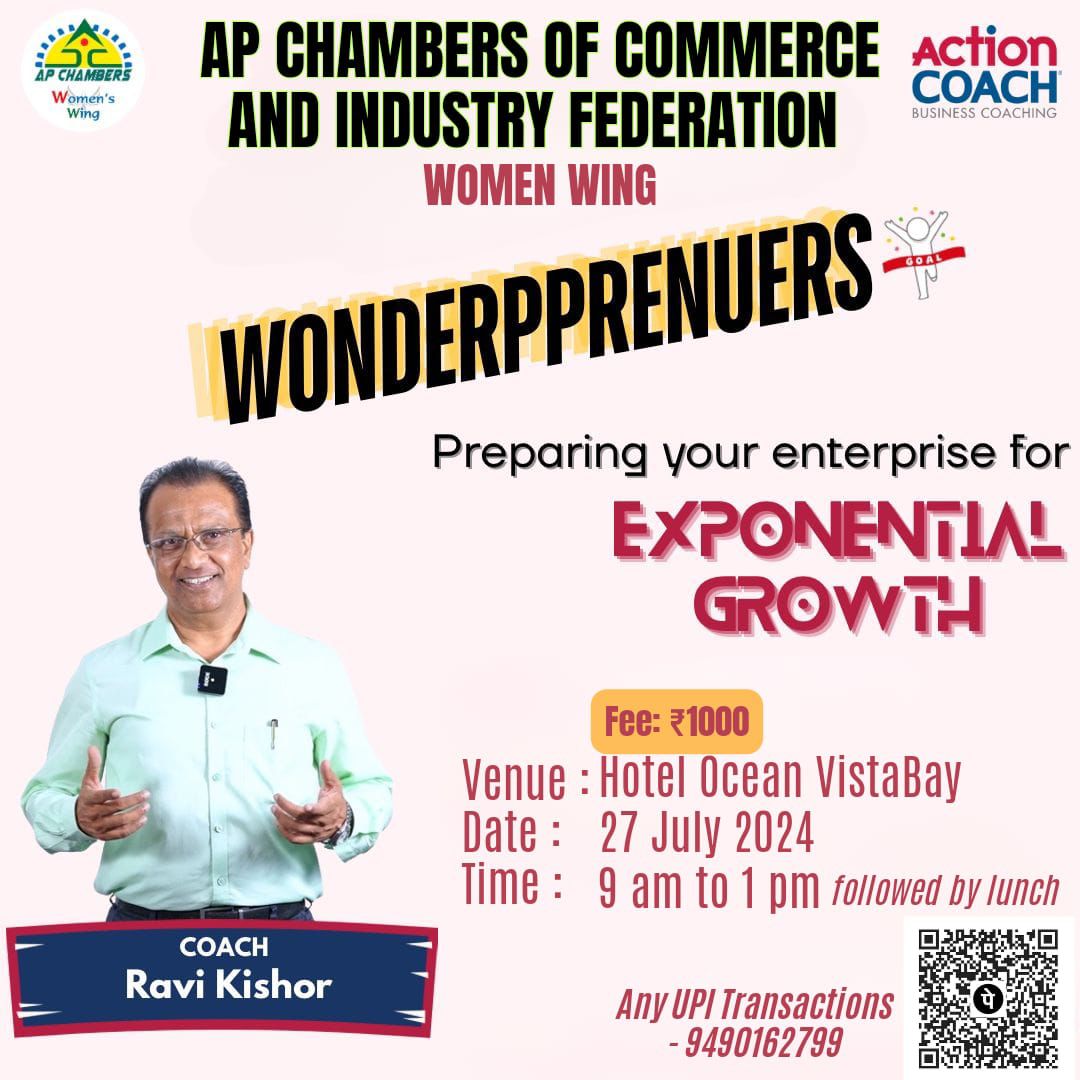 AP CHAMBERS
Women's
Wing
AP CHAMBERS OF COMMERCE
AND INDUSTRY FEDERATION
WOMEN WING
ACTION
COACH
BUSINESS COACHING
WONDERPPRENUERS
GOAL
Preparing your enterprise for
EXPONENTIAL
GROWTH
Fee: ₹1000
Venue : Hotel Ocean VistaBay
Date : 27 July 2024
Time : 9 am to 1 pm followed by lunch
COACH
Ravi Kishor
Any UPI Transactions
- 9490162799
पे